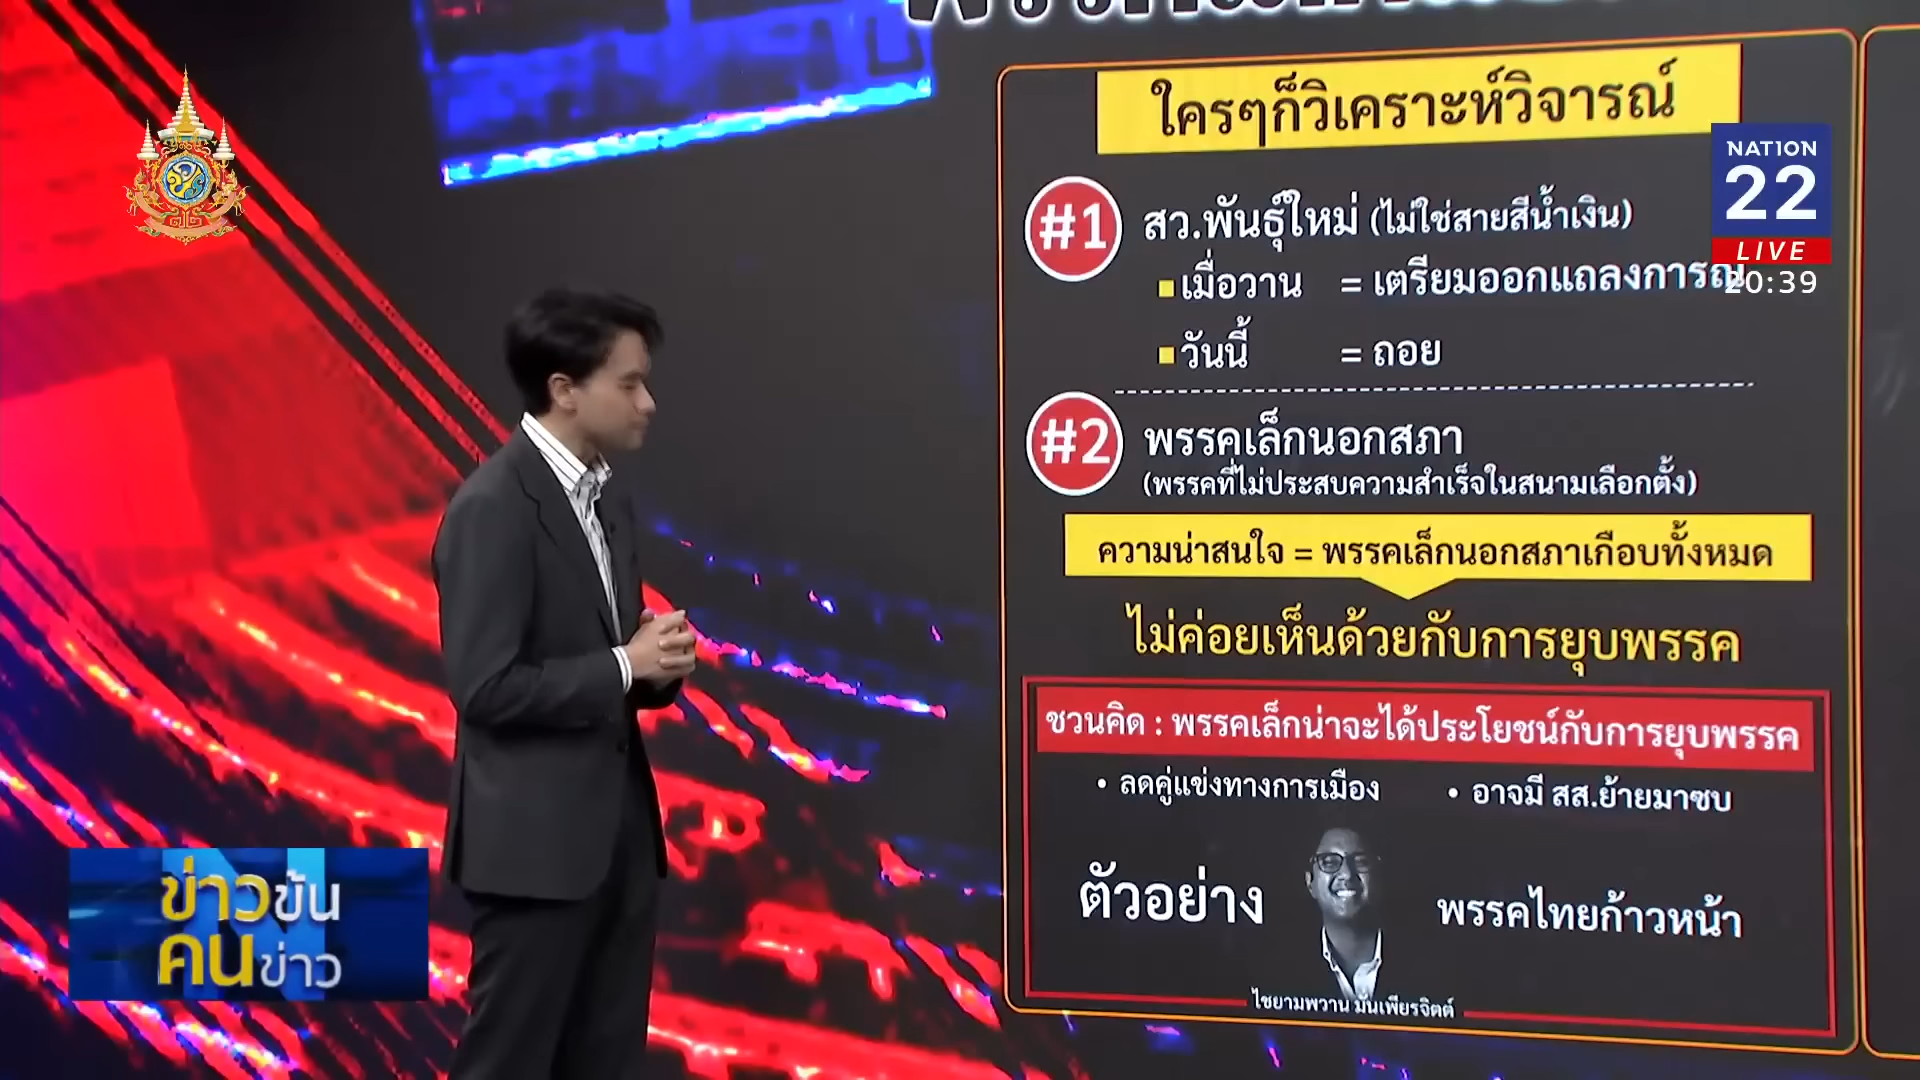 ใครๆก็วิเคราะห์วิจารณ์
NATION
22
LIVE
20:39
#1 สว.พันธุ์ใหม่ (ไม่ใช่สายสีน้ำเงิน)
เมื่อวาน = เตรียมออกแถลงการณ์
วันนี้ = ถอย
#2 พรรคเล็กนอกสภา
(พรรคที่ไม่ประสบความสำเร็จในสนามเลือกตั้ง)
ความน่าสนใจ = พรรคเล็กนอกสภาเกือบทั้งหมด
ไม่ค่อยเห็นด้วยกับการยุบพรรค
ชวนคิด : พรรคเล็กน่าจะได้ประโยชน์กับการยุบพรรค
• ลดคู่แข่งทางการเมือง • อาจมี สส.ย้ายมาซบ
ตัวอย่าง พรรคไทยก้าวหน้า
ไชยามพวาน มั่นเพียรจิตต์
ข่าวข้น
คนข่าว